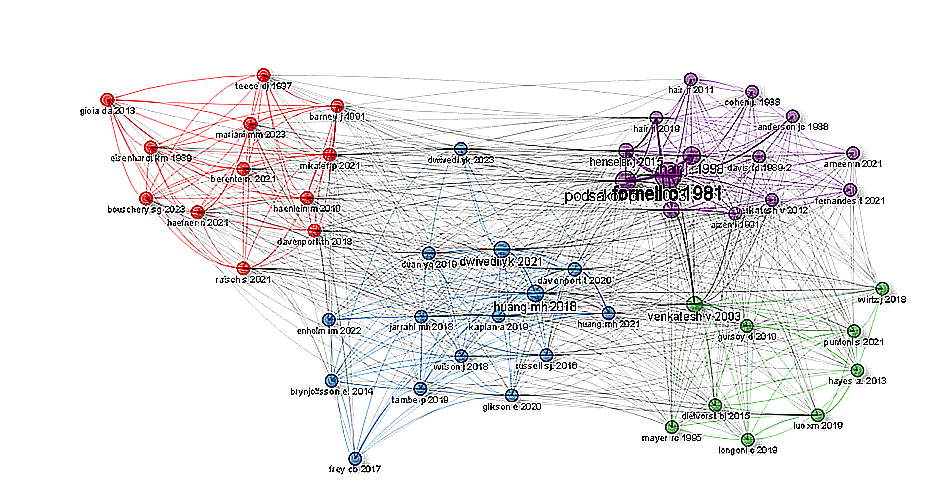 teece dj 1997
hair jf 2011
cohen j. 1988
gioia da 2013
barney j 1991
mariani mm 2023
hair jf 2019
anderson jc 1988
eisenhardt km 1989
mikalef p 2021
dwivedi yk 2023
henseler j 2015
davis fd 1989-2
ameen n 2021
berente n. 2021
fornell c 1981
bouschery sg 2023
haenlein m 2019
venkatesh v 2012
fernandes t 2021
haefner n 2021
ajzen i 1991
davenport th 2018
duan yq 2019
dwivedi yk 2021
raisch s 2021
davenport t 2020
wirtz j 2018
huang mh 2018
enholm im 2022
jarrahi mh 2018
kaplan a 2019
huang mh 2021
venkatesh v 2003
gursoy d 2019
puntoni s 2021
wilson j 2018
russell sj. 2016
hayes a. 2013
brynjolfsson e. 2014
tambe p 2019
glikson e 2020
dietvorst bj 2015
luo xm 2019
mayer rc 1995
longoni c 2019
frey cb 2017